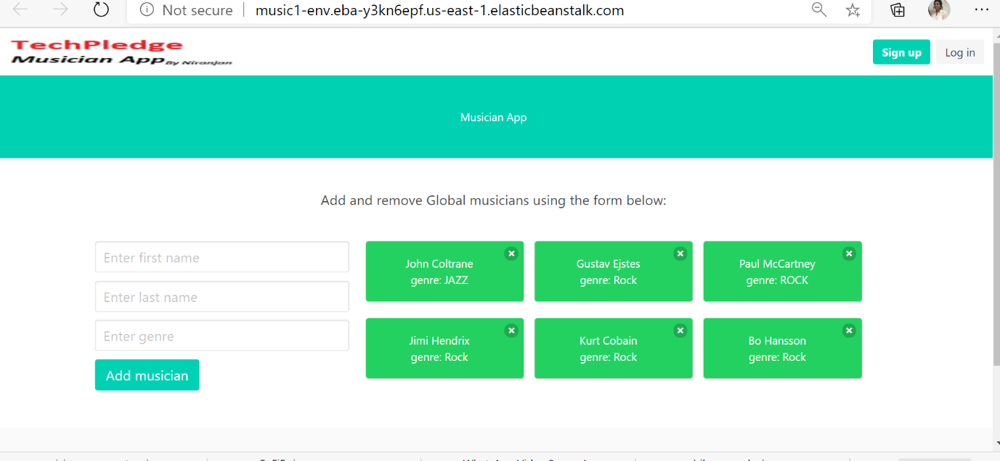 Not secure | music1-env.eba-y3kn6epf.us-east-1.elasticbeanstalk.com
TechPledge
Musician App By Niranjan
Sign up
Log in
Musician App
Add and remove Global musicians using the form below:
Enter first name
Enter last name
Enter genre
Add musician
John Coltrane
genre: JAZZ
Gustav Ejstes
genre: Rock
Paul McCartney
genre: ROCK
Jimi Hendrix
genre: Rock
Kurt Cobain
genre: Rock
Bo Hansson
genre: Rock